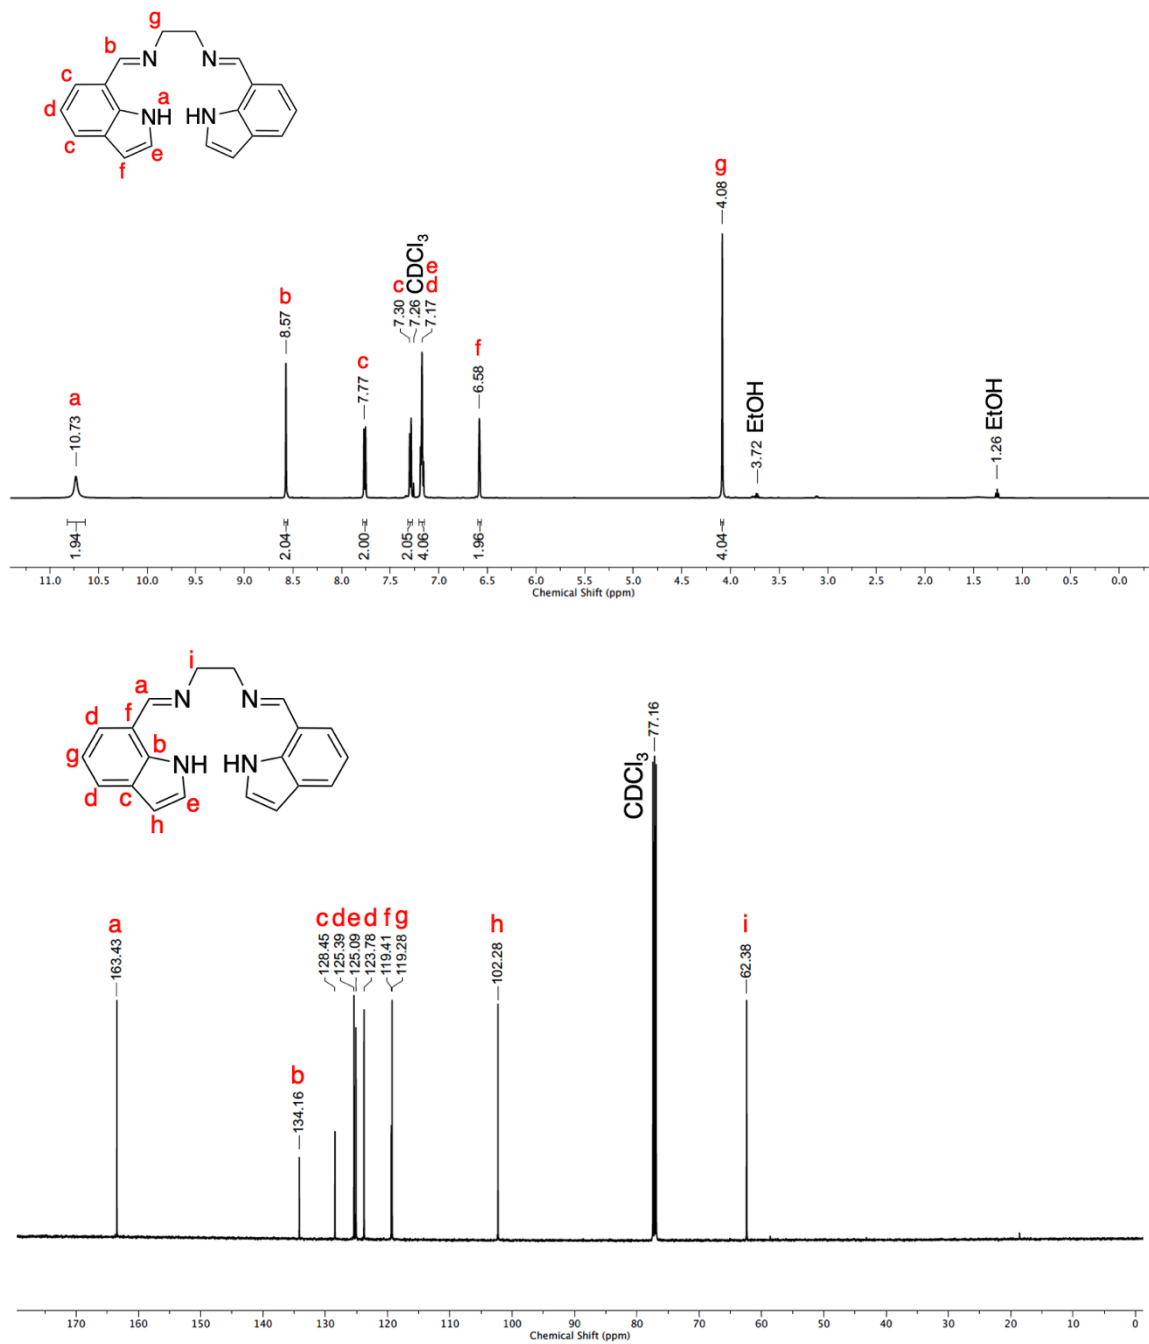 g
b
N
N
c
a
d
NH
HN
c
e
f
g
4.08
CDCl3
e
c
d
7.30
7.26
7.17
b
8.57
c
7.77
f
6.58
a
10.73
3.72 EtOH
1.26 EtOH
1.94
2.04
2.00
2.05
4.06
1.96
4.04
11.0 10.5 10.0 9.5 9.0 8.5 8.0 7.5 7.0 6.5 6.0 5.5 5.0 4.5 4.0 3.5 3.0 2.5 2.0 1.5 1.0 0.5 0.0
Chemical Shift (ppm)
i
a
N
N
d
f
b
g
NH
HN
d
c
e
h
77.16
CDCl3
a
163.43
b
134.16
c d e d f g
128.45
125.39
125.09
123.78
119.41
119.28
h
102.28
i
62.38
170 160 150 140 130 120 110 100 90 80 70 60 50 40 30 20 10 0
Chemical Shift (ppm)